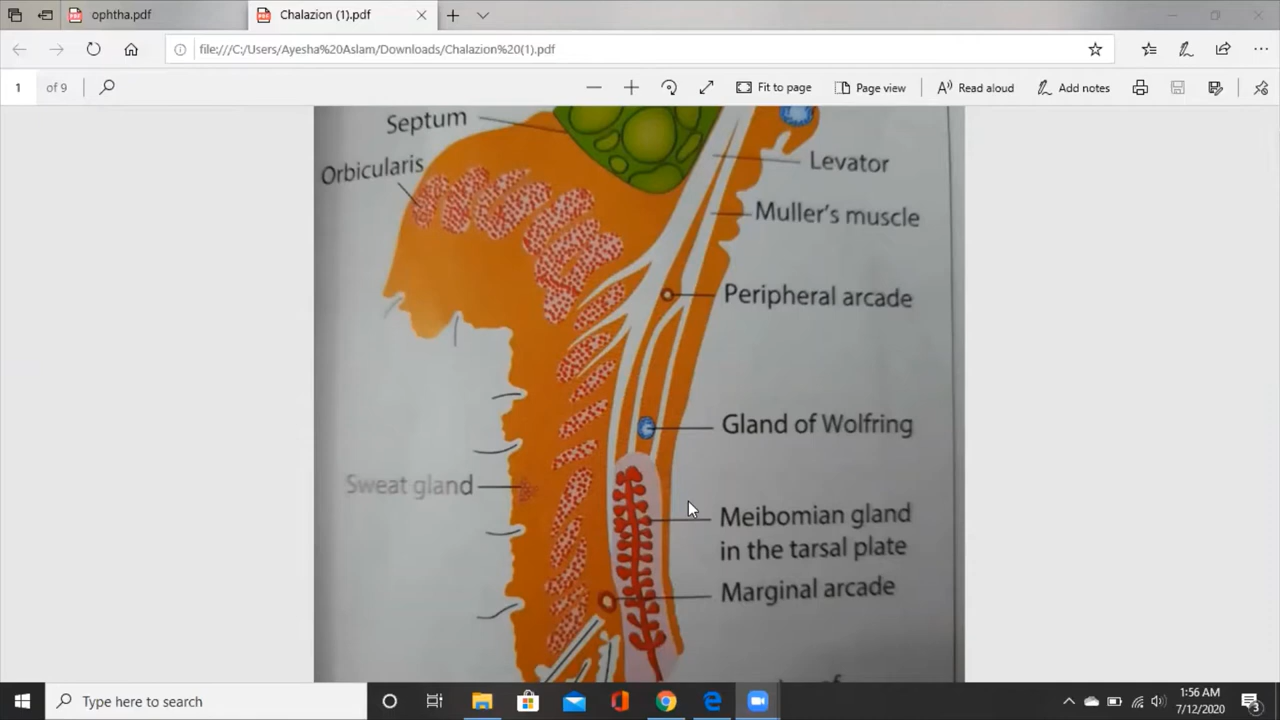 ophtha.pdf
Chalazion (1).pdf
file:///C:/Users/Ayesha%20Aslam/Downloads/Chalazion%20(1).pdf
1 of 9
Fit to page
Page view
Read aloud
Add notes
Septum
Orbicularis
Levator
Muller's muscle
Peripheral arcade
Gland of Wolfring
Sweat gland
Meibomian gland
in the tarsal plate
Marginal arcade
Type here to search
1:56 AM
7/12/2020
3